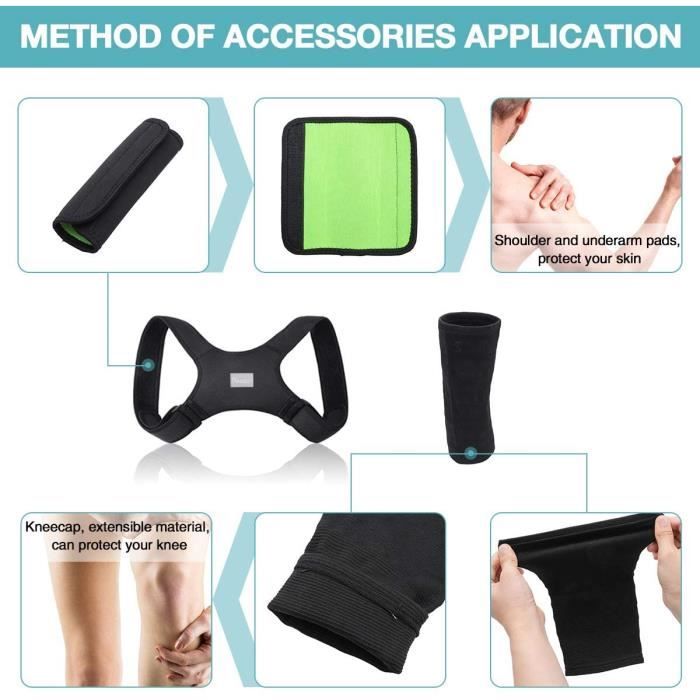 METHOD OF ACCESSORIES APPLICATION
Shoulder and underarm pads,
protect your skin
Kneecap, extensible material,
can protect your knee